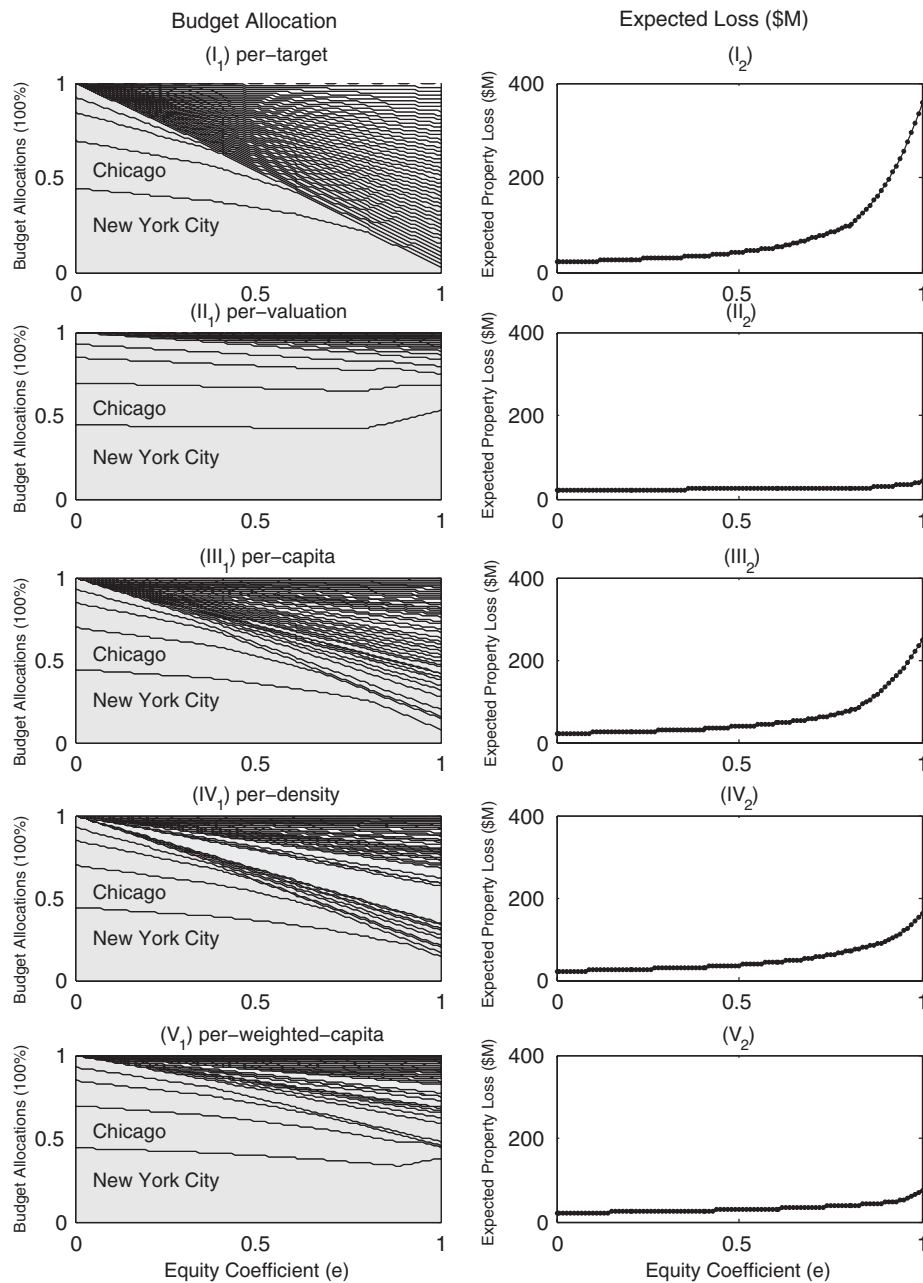 Budget Allocation
Expected Loss ($M)
(I1) per-target
(I2)
Budget Allocations (100%)
1
0.5
0
Chicago
New York City
0
0.5
1
Expected Property Loss ($M)
400
200
0
0
0.5
1
(II1) per-valuation
(II2)
Budget Allocations (100%)
1
0.5
0
Chicago
New York City
0
0.5
1
Expected Property Loss ($M)
400
200
0
0
0.5
1
(III1) per-capita
(III2)
Budget Allocations (100%)
1
0.5
0
Chicago
New York City
0
0.5
1
Expected Property Loss ($M)
400
200
0
0
0.5
1
(IV1) per-density
(IV2)
Budget Allocations (100%)
1
0.5
0
Chicago
New York City
0
0.5
1
Expected Property Loss ($M)
400
200
0
0
0.5
1
(V1) per-weighted-capita
(V2)
Budget Allocations (100%)
1
0.5
0
Chicago
New York City
0
0.5
1
Equity Coefficient (e)
Expected Property Loss ($M)
400
200
0
0
0.5
1
Equity Coefficient (e)